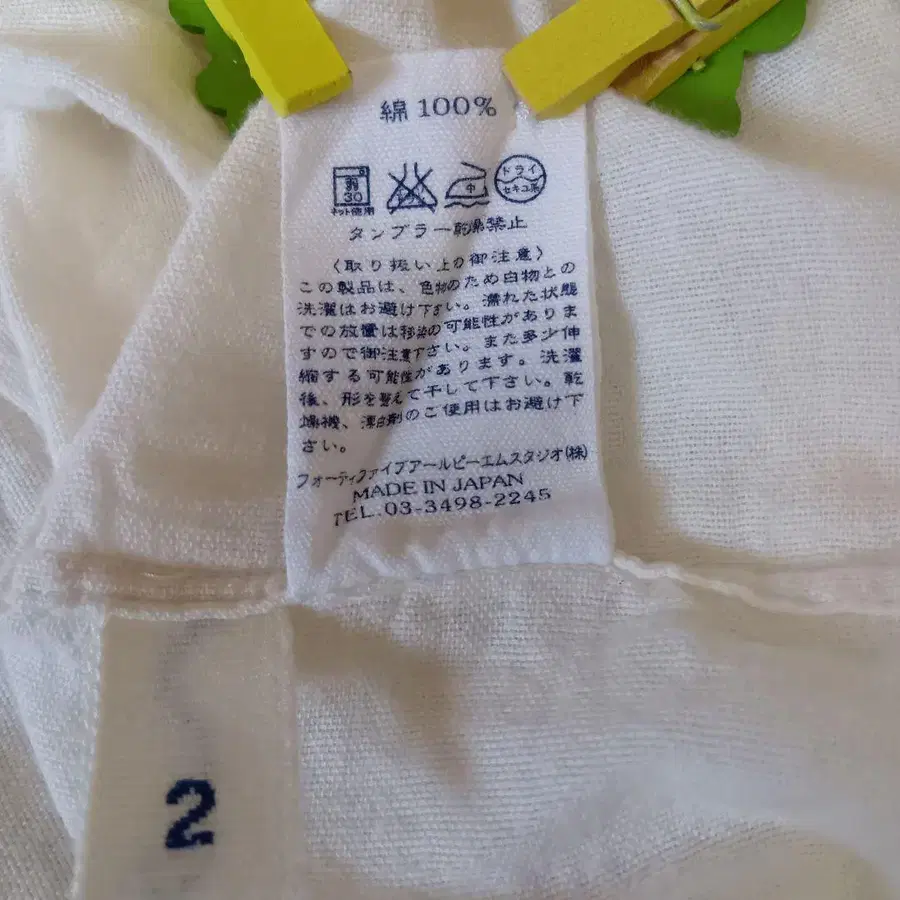 綿 100%
弱
30
ネット使用
中
ドライ
セキユ系
タンブラー乾燥禁止
〈取り扱い上の御注意〉
この製品は、色物のため白物との
洗濯はお避け下さい。濡れた状態
での放置は移染の可能性がありま
すので御注意下さい。また多少伸
縮する可能性があります。洗濯
後、形を整えて干して下さい。乾
燥機、漂白剤のご使用はお避け下
さい。
フォーティファイブアールピーエムスタジオ(株)
MADE IN JAPAN
TEL.03-3498-2245
2